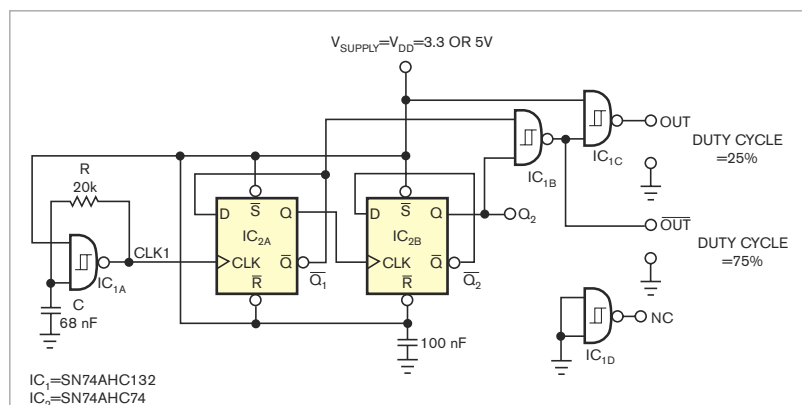 V_SUPPLY=V_DD=3.3 OR 5V
R
20k
CLK1
IC_1A
C
68 nF
D
S̅
Q
IC_2A
CLK
Q̅
R̅
Q̅_1
D
S̅
Q
IC_2B
CLK
Q̅
R̅
Q̅_2
100 nF
Q_2
IC_1B
IC_1C
OUT
DUTY CYCLE
=25%
O̅U̅T̅
DUTY CYCLE
=75%
NC
IC_1D
IC_1=SN74AHC132
IC_2=SN74AHC74